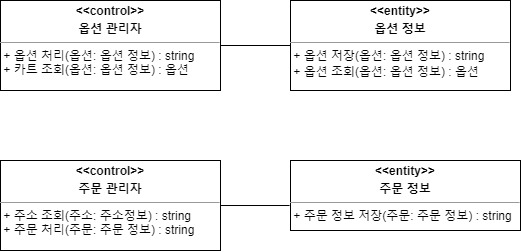 <<control>>
옵션 관리자
+ 옵션 처리(옵션: 옵션 정보) : string
+ 카트 조회(옵션: 옵션 정보) : 옵션
<<entity>>
옵션 정보
+ 옵션 저장(옵션: 옵션 정보) : string
+ 옵션 조회(옵션: 옵션 정보) : 옵션
<<control>>
주문 관리자
+ 주소 조회(주소: 주소정보) : string
+ 주문 처리(주문: 주문 정보) : string
<<entity>>
주문 정보
+ 주문 정보 저장(주문: 주문 정보) : string